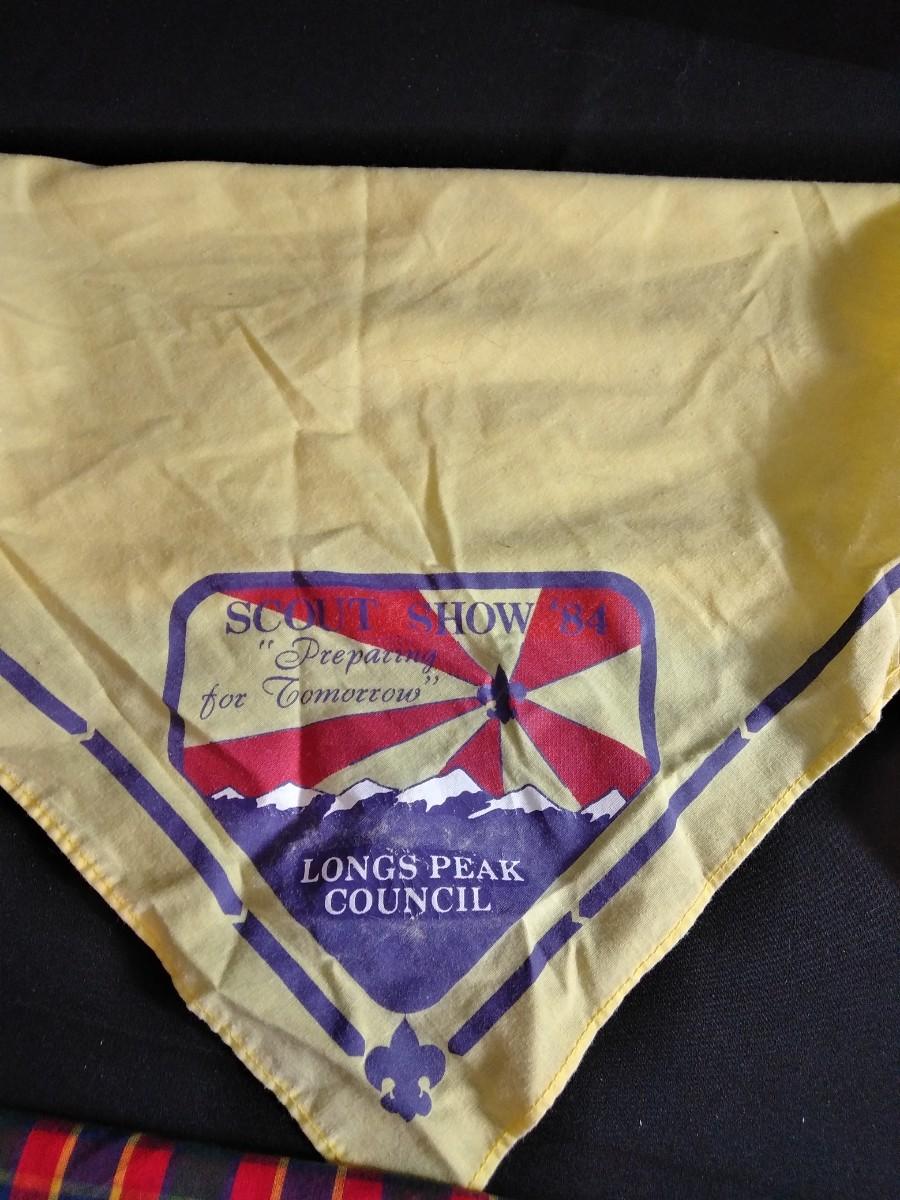 SCOUT SHOW '84
"Preparing
for Tomorrow"
LONGS PEAK
COUNCIL